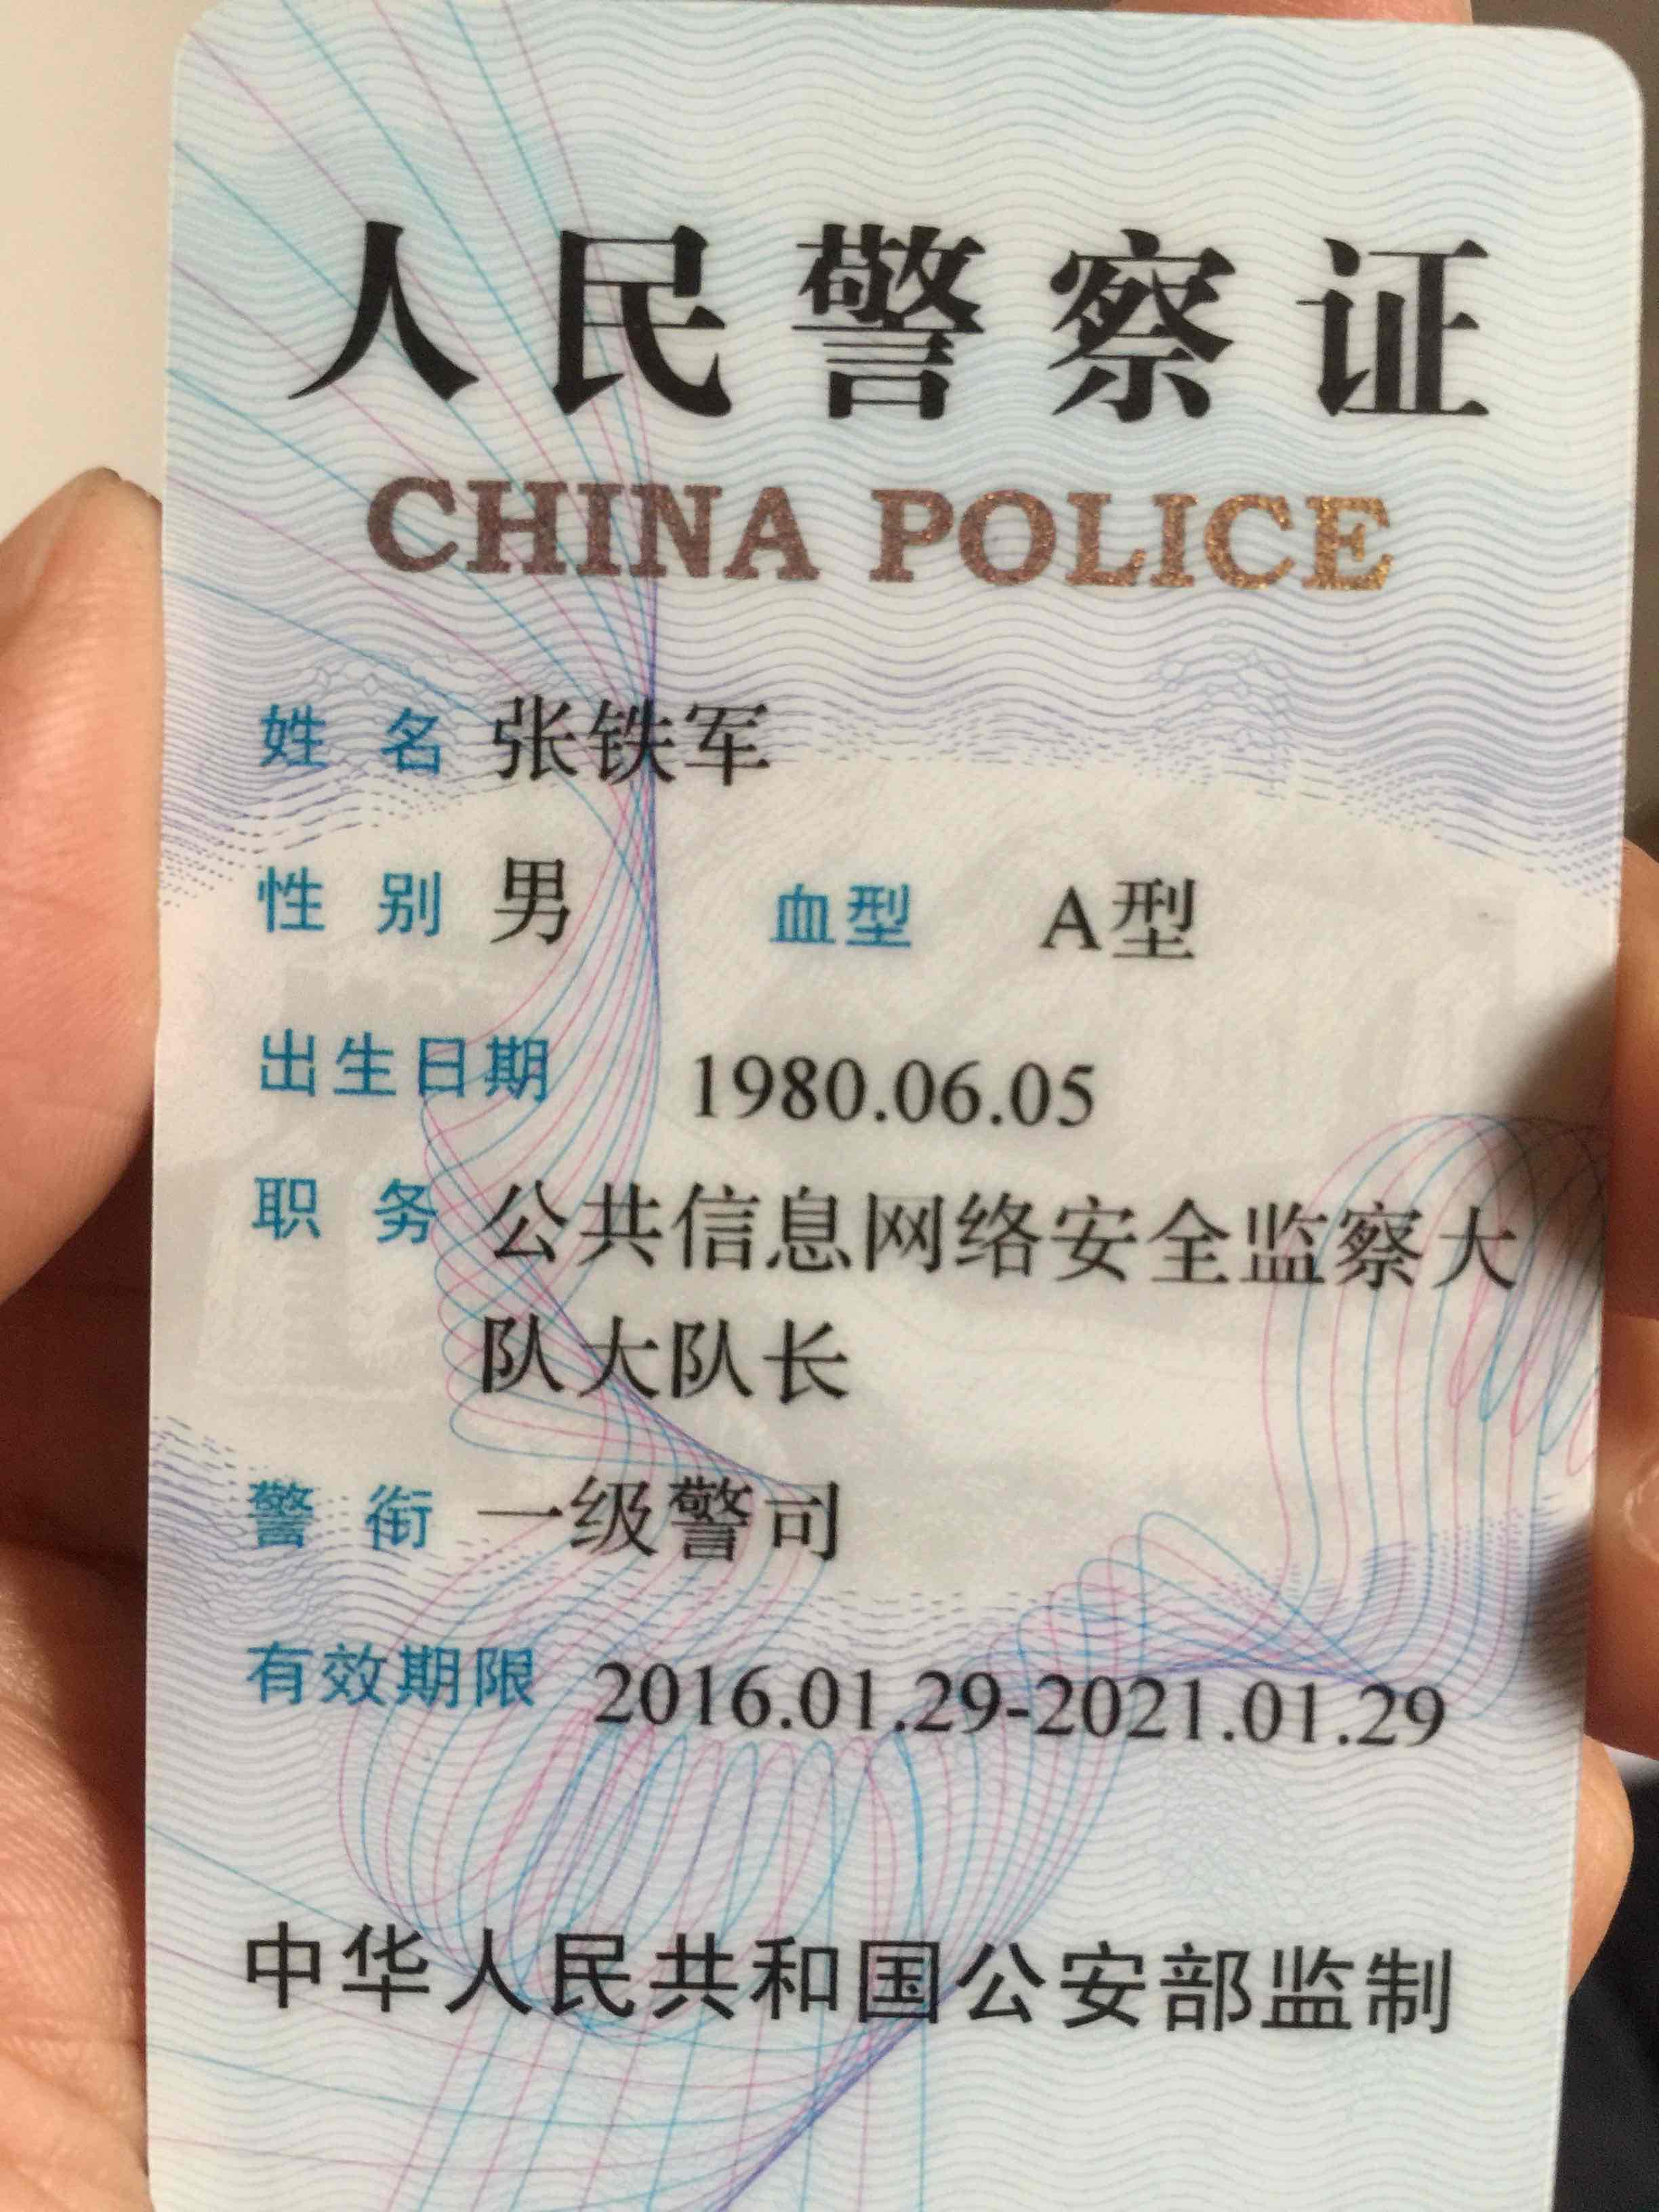 人民警察证
CHINA POLICE
姓 名 张铁军
性 别 男 血型 A型
出生日期 1980.06.05
职 务 公共信息网络安全监察大
队大队长
警 衔 一级警司
有效期限 2016.01.29-2021.01.29
中华人民共和国公安部监制